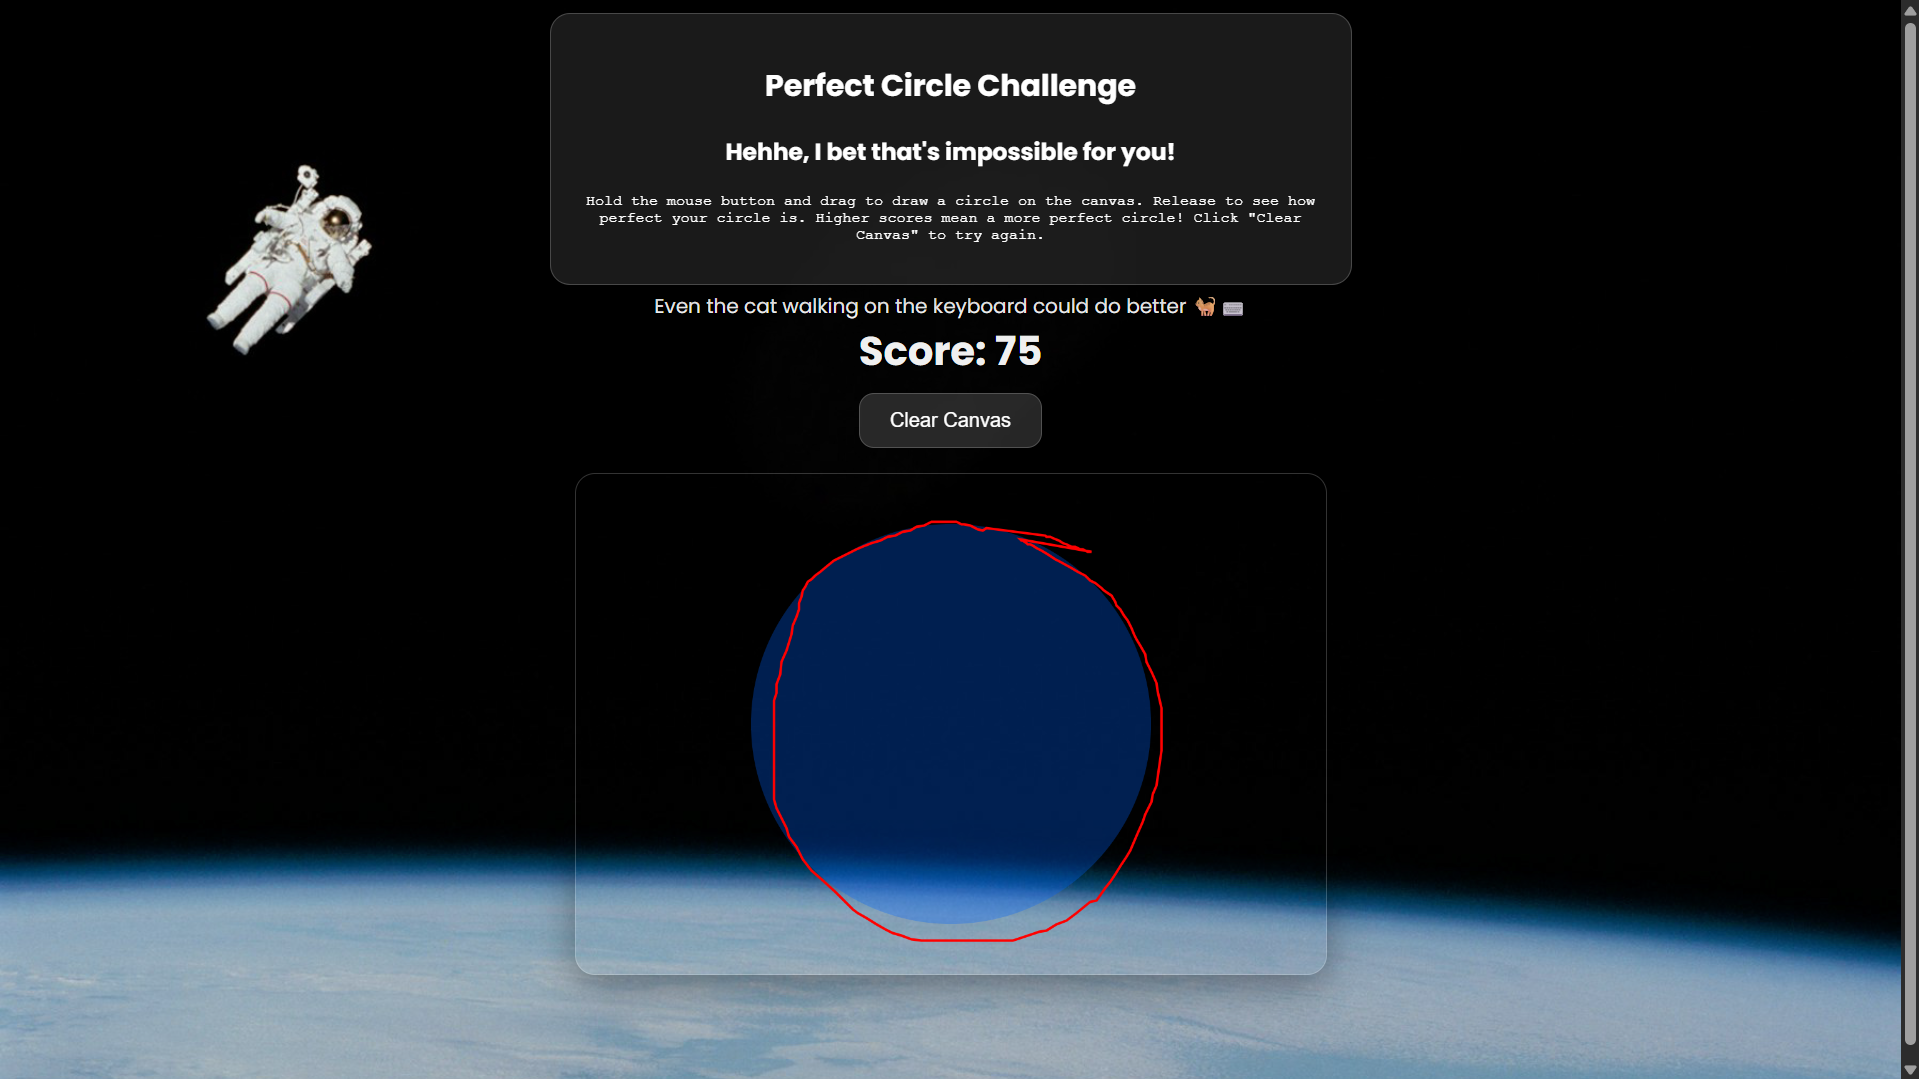 Perfect Circle Challenge
Hehhe, I bet that's impossible for you!
Hold the mouse button and drag to draw a circle on the canvas. Release to see how
perfect your circle is. Higher scores mean a more perfect circle! Click "Clear
Canvas" to try again.
Even the cat walking on the keyboard could do better 🐈 ⌨️
Score: 75
Clear Canvas